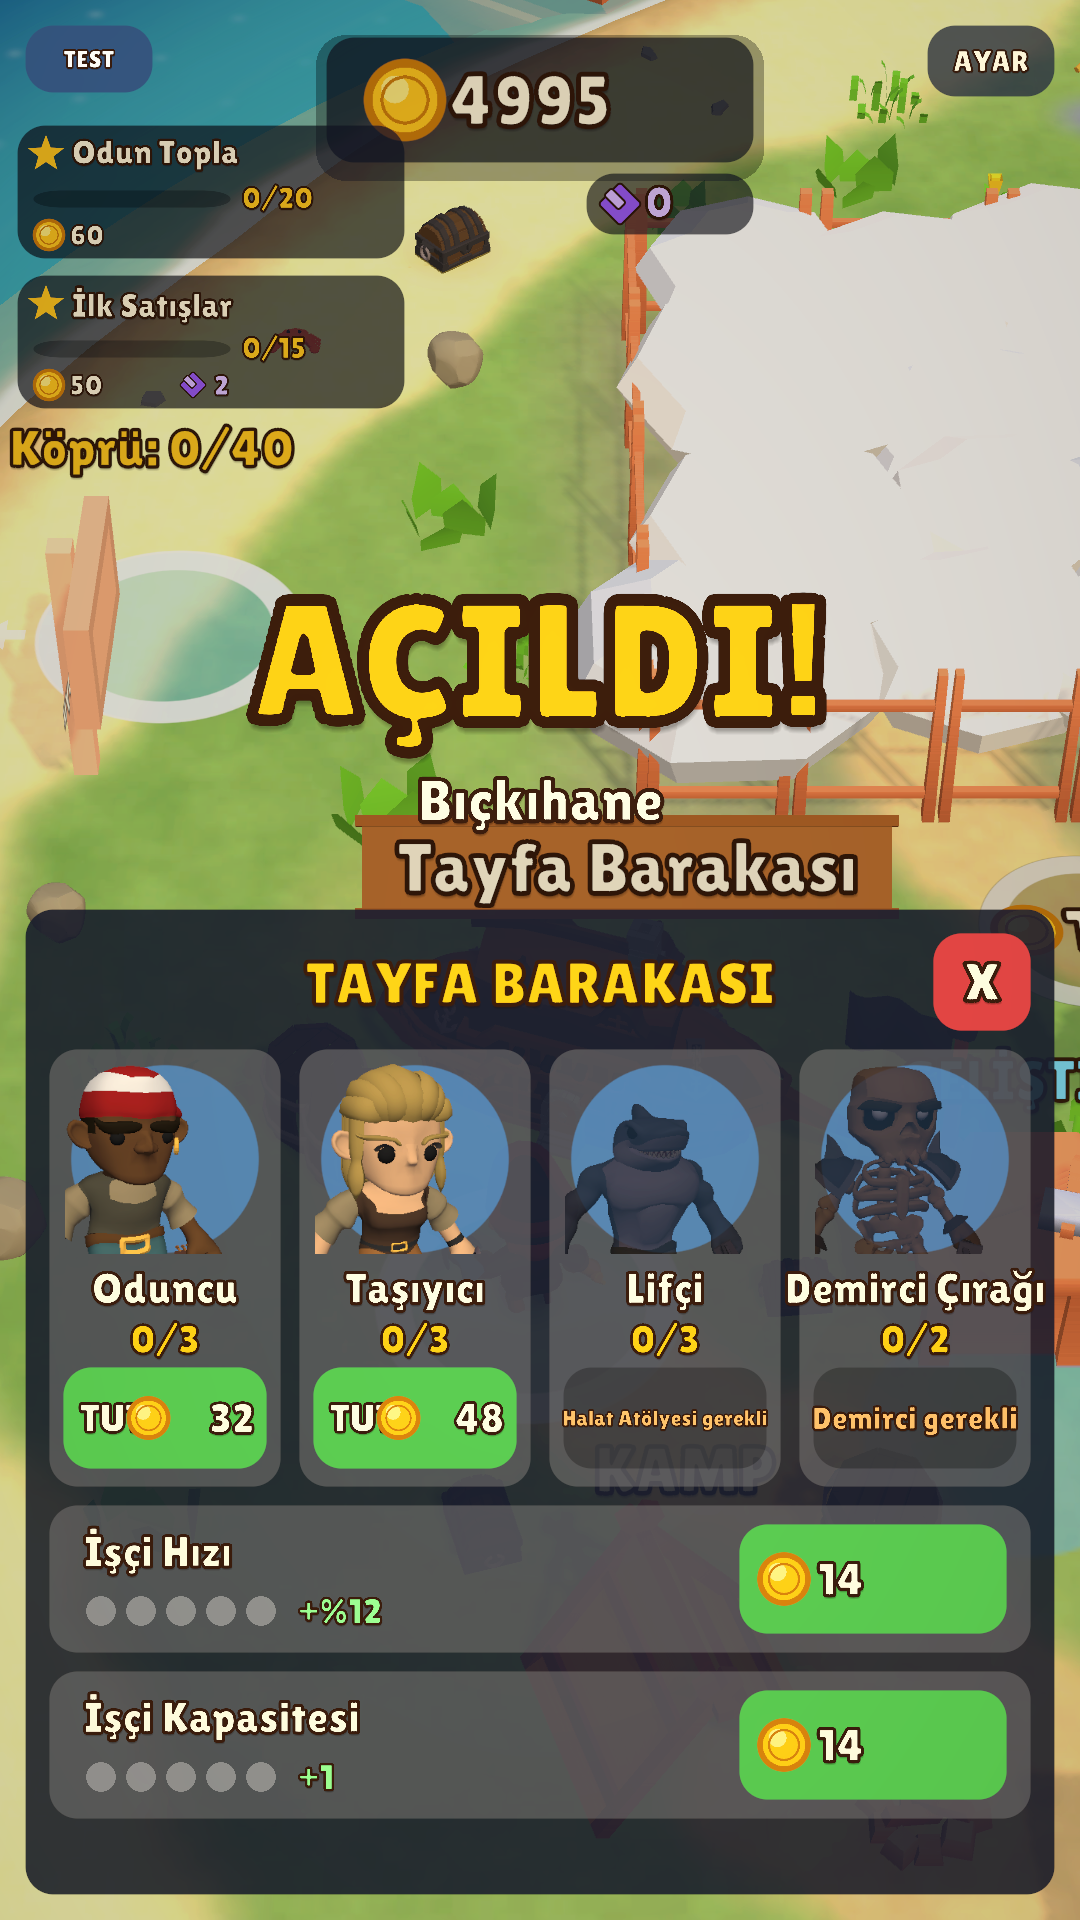 TEST
4995
AYAR
Odun Topla
0/20
60
0
İlk Satışlar
0/15
50
2
Köprü: 0/40
AÇILDI!
Bıçkıhane
Tayfa Barakası
TAYFA BARAKASI
X
Oduncu
Taşıyıcı
Lifçi
Demirci Çırağı
0/3
0/3
0/3
0/2
32
48
Halat Atölyesi gerekli
Demirci gerekli
KAMP
İşçi Hızı
+%12
14
İşçi Kapasitesi
+1
14